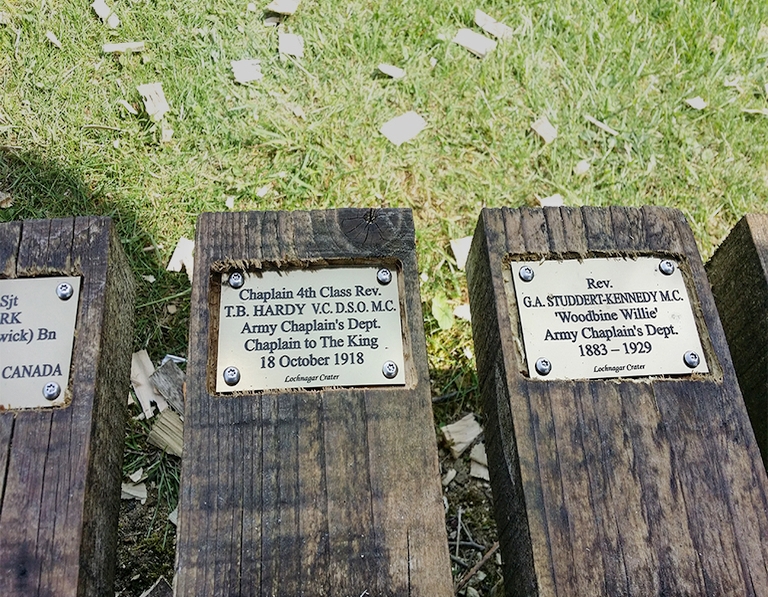 Sjt
RK
wick) Bn
CANADA
Chaplain 4th Class Rev.
T.B. HARDY V.C. D.S.O. M.C.
Army Chaplain's Dept.
Chaplain to The King
18 October 1918
Lochnagar Crater
Rev.
G.A. STUDDERT-KENNEDY M.C.
'Woodbine Willie'
Army Chaplain's Dept.
1883 – 1929
Lochnagar Crater